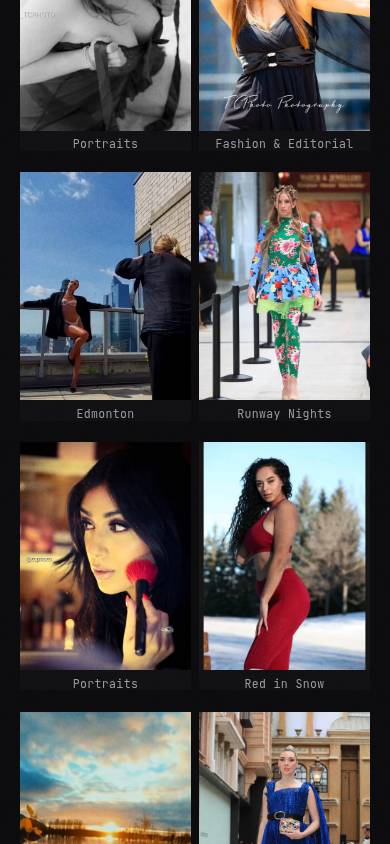 Portraits
Fashion & Editorial
Edmonton
Runway Nights
Portraits
Red in Snow